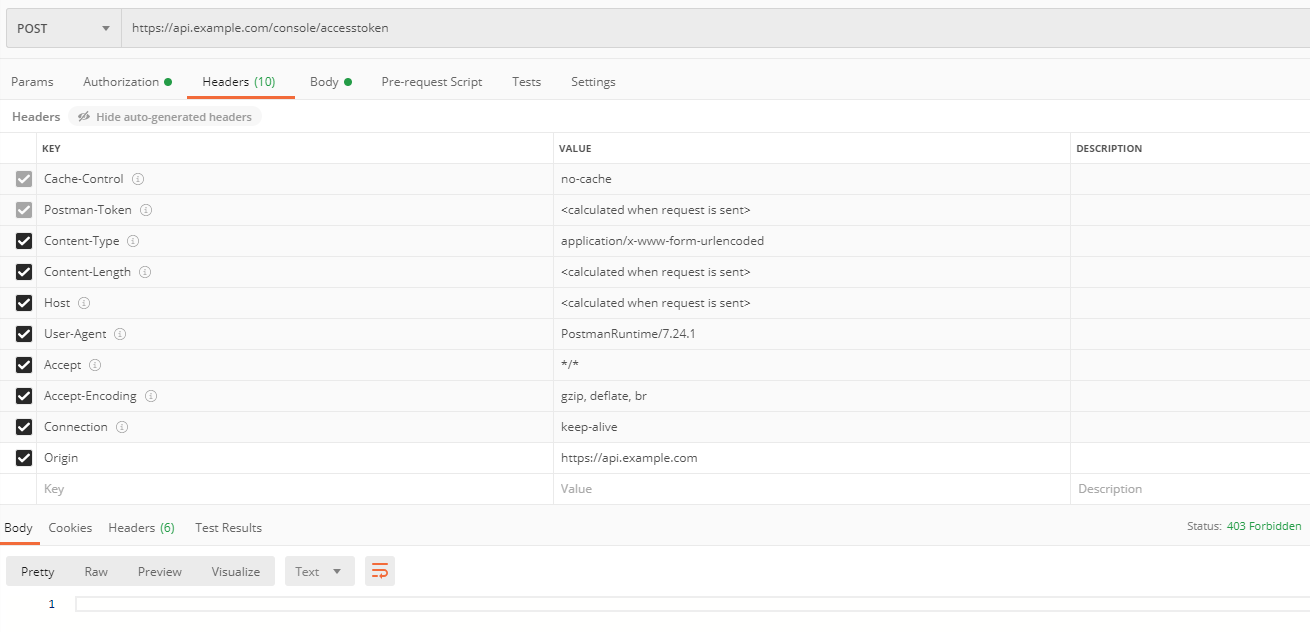 POST https://api.example.com/console/accesstoken
Params Authorization Headers (10) Body Pre-request Script Tests Settings
Headers Hide auto-generated headers
KEY VALUE DESCRIPTION
Cache-Control no-cache
Postman-Token <calculated when request is sent>
Content-Type application/x-www-form-urlencoded
Content-Length <calculated when request is sent>
Host <calculated when request is sent>
User-Agent PostmanRuntime/7.24.1
Accept */*
Accept-Encoding gzip, deflate, br
Connection keep-alive
Origin https://api.example.com
Key Value Description
Body Cookies Headers (6) Test Results Status: 403 Forbidden
Pretty Raw Preview Visualize Text
1